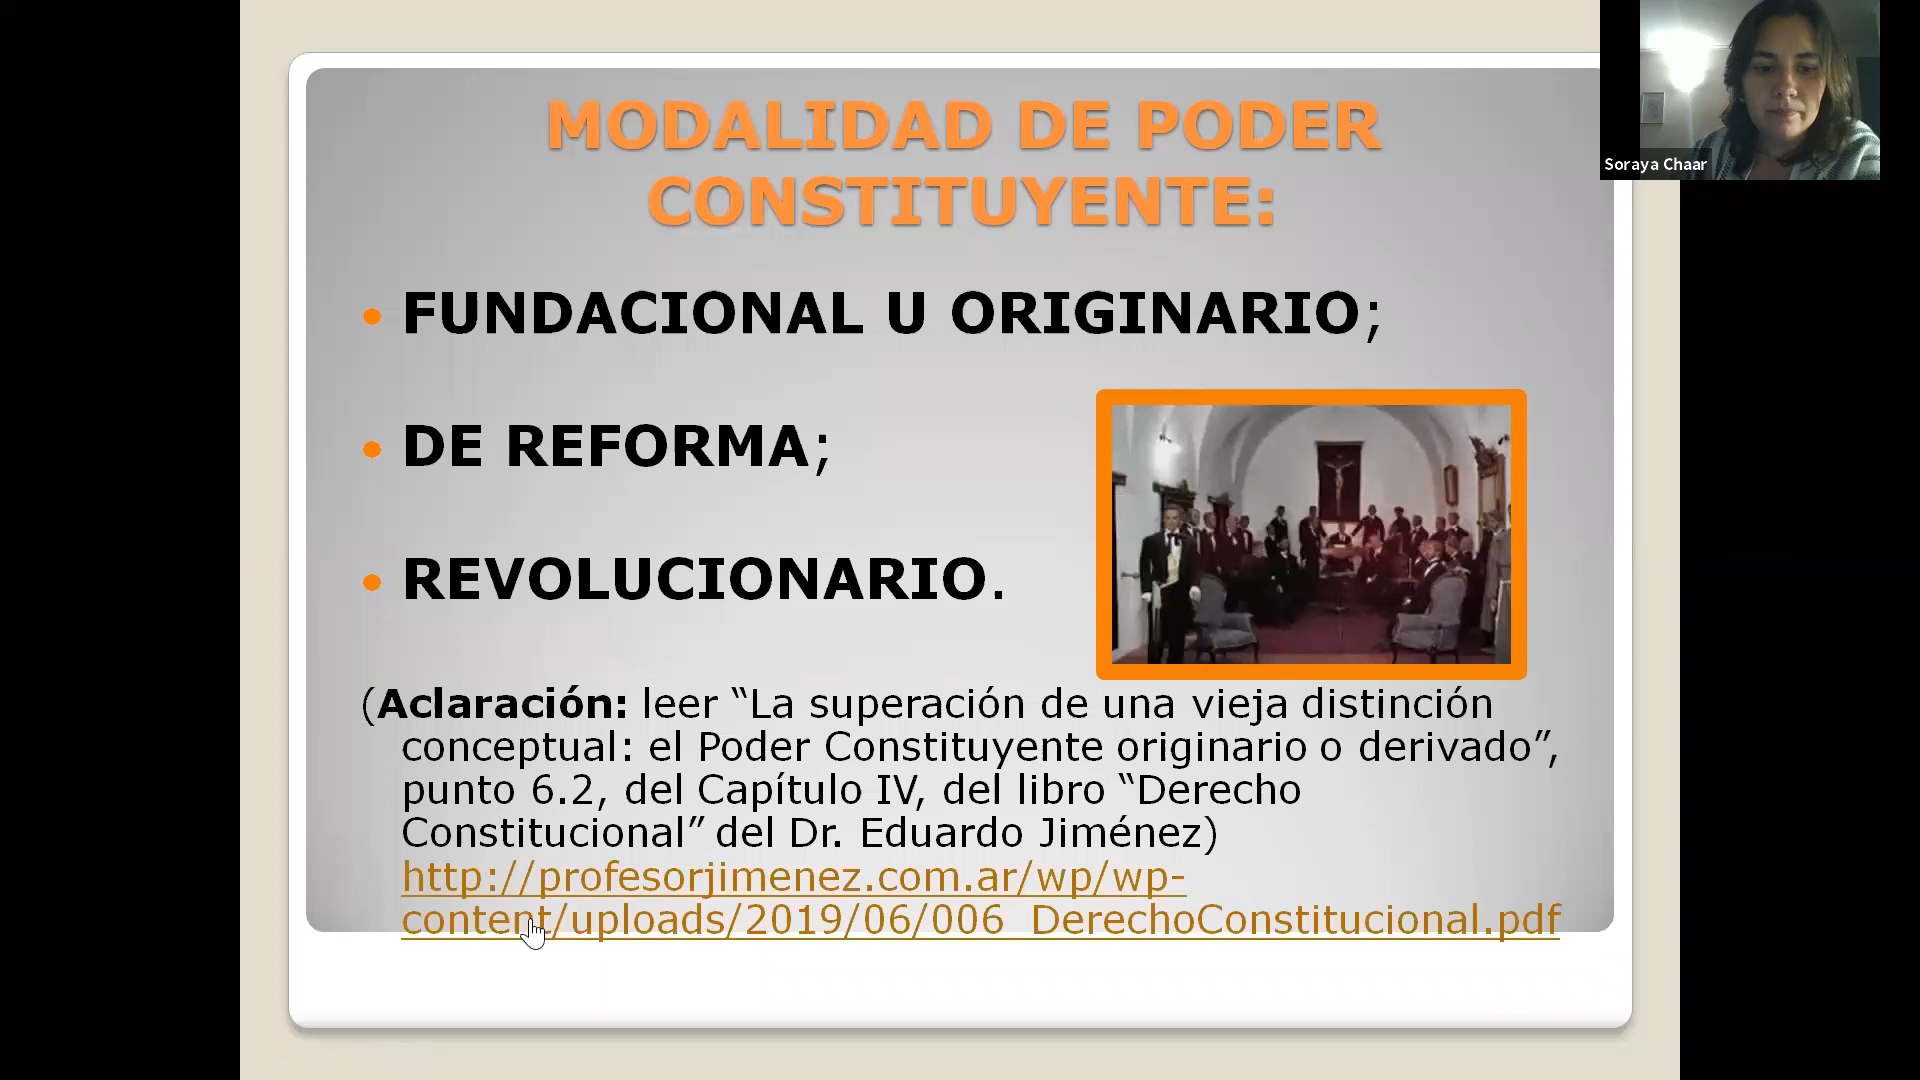 MODALIDAD DE PODER
CONSTITUYENTE:
Soraya Chaar
• FUNDACIONAL U ORIGINARIO;
• DE REFORMA;
• REVOLUCIONARIO.
(Aclaración: leer “La superación de una vieja distinción
conceptual: el Poder Constituyente originario o derivado”,
punto 6.2, del Capítulo IV, del libro “Derecho
Constitucional” del Dr. Eduardo Jiménez)
http://profesorjimenez.com.ar/wp/wp-
content/uploads/2019/06/006_DerechoConstitucional.pdf